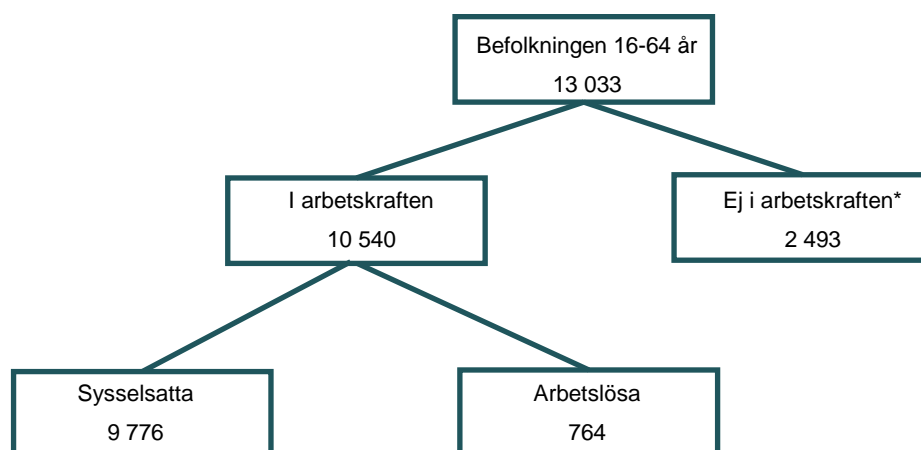 Befolkningen 16-64 år
13 033
I arbetskraften
10 540
Ej i arbetskraften*
2 493
Sysselsatta
9 776
Arbetslösa
764